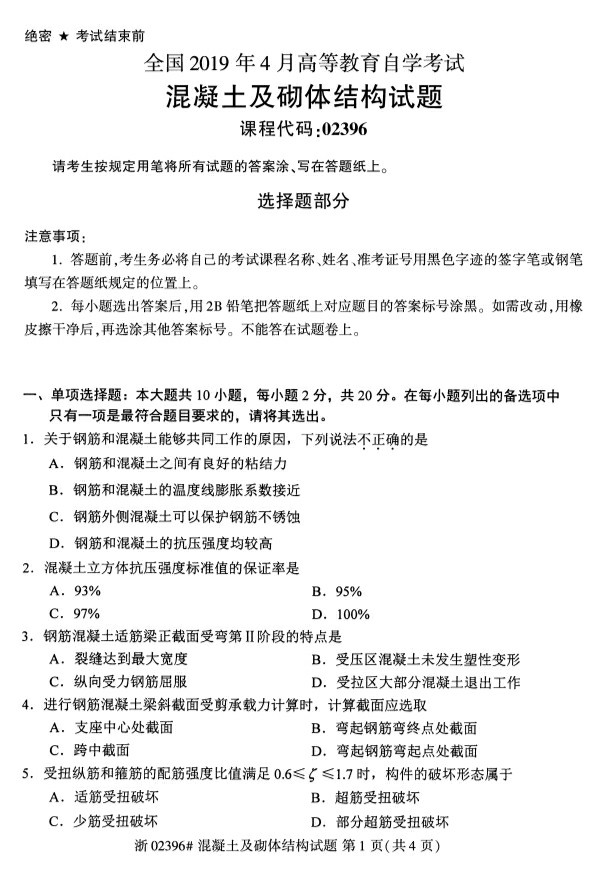 绝密 ★ 考试结束前
全国 2019 年 4 月高等教育自学考试
混凝土及砌体结构试题
课程代码:02396
请考生按规定用笔将所有试题的答案涂、写在答题纸上。
选择题部分
注意事项:
1. 答题前,考生务必将自己的考试课程名称、姓名、准考证号用黑色字迹的签字笔或钢笔
填写在答题纸规定的位置上。
2. 每小题选出答案后,用 2B 铅笔把答题纸上对应题目的答案标号涂黑。如需改动,用橡
皮擦干净后,再选涂其他答案标号。不能答在试题卷上。
一、单项选择题：本大题共 10 小题，每小题 2 分，共 20 分。在每小题列出的备选项中
只有一项是最符合题目要求的，请将其选出。
1．关于钢筋和混凝土能够共同工作的原因，下列说法不正确的是
A．钢筋和混凝土之间有良好的粘结力
B．钢筋和混凝土的温度线膨胀系数接近
C．钢筋外侧混凝土可以保护钢筋不锈蚀
D．钢筋和混凝土的抗压强度均较高
2．混凝土立方体抗压强度标准值的保证率是
A．93% B．95%
C．97% D．100%
3．钢筋混凝土适筋梁正截面受弯第Ⅱ阶段的特点是
A．裂缝达到最大宽度 B．受压区混凝土未发生塑性变形
C．纵向受力钢筋屈服 D．受拉区大部分混凝土退出工作
4．进行钢筋混凝土梁斜截面受剪承载力计算时，计算截面应选取
A．支座中心处截面 B．弯起钢筋弯终点处截面
C．跨中截面 D．弯起钢筋弯起点处截面
5．受扭纵筋和箍筋的配筋强度比值满足 0.6≤ζ≤1.7 时，构件的破坏形态属于
A．适筋受扭破坏 B．超筋受扭破坏
C．少筋受扭破坏 D．部分超筋受扭破坏
浙 02396# 混凝土及砌体结构试题 第 1 页(共 4 页)